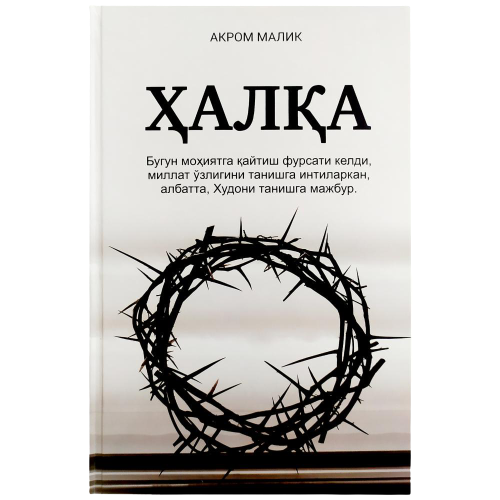 АКРОМ МАЛИК
ҲАЛҚА
Бугун моҳиятга қайтиш фурсати келди,
миллат ўзлигини танишга интиларкан,
албатта, Худони танишга мажбур.